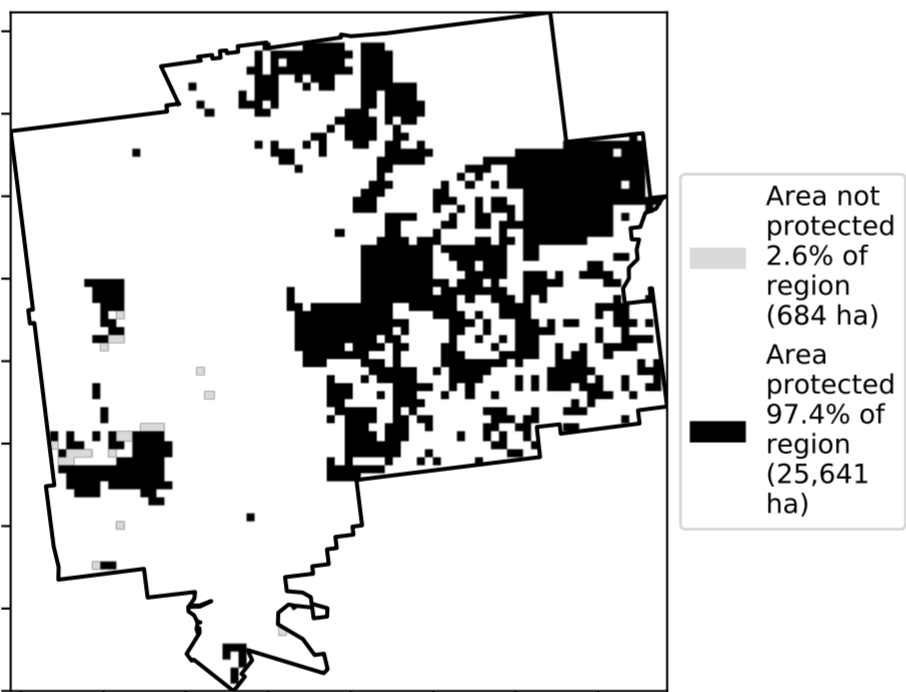 Area not
protected
2.6% of
region
(684 ha)
Area
protected
97.4% of
region
(25,641
ha)